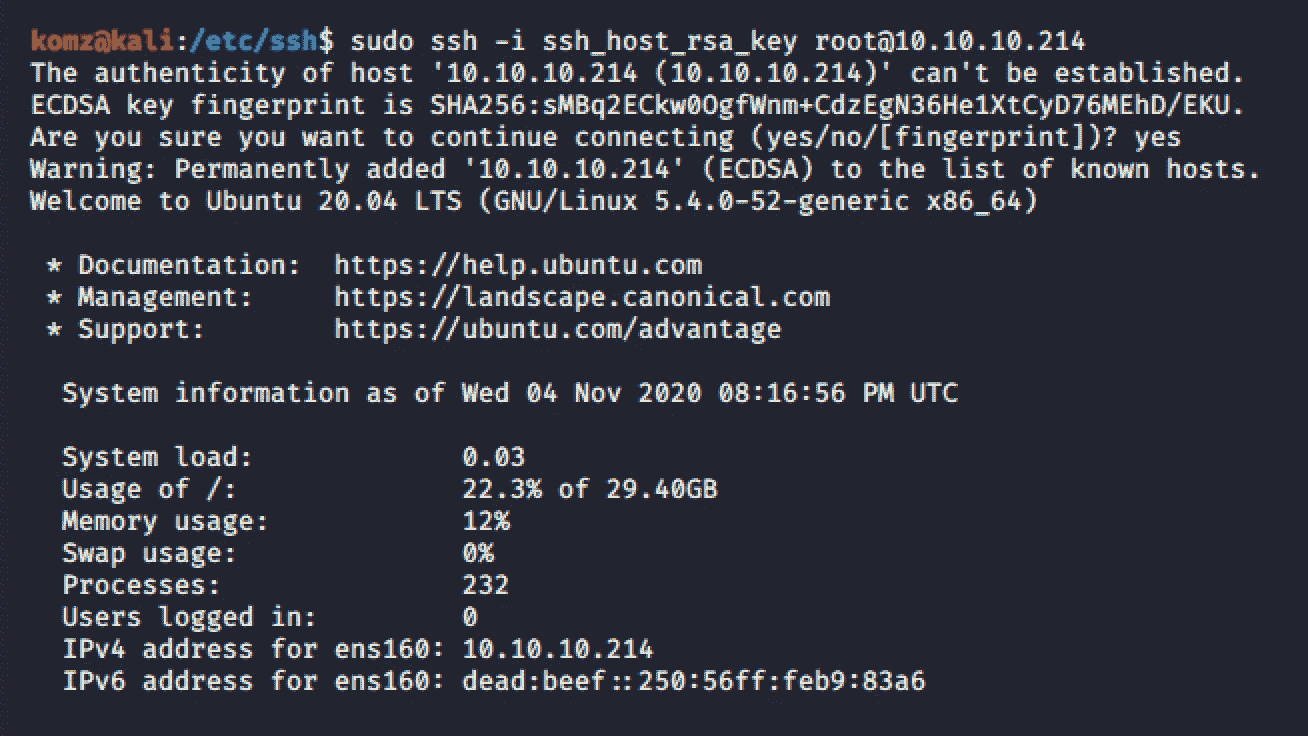 komz@kali:/etc/ssh$ sudo ssh -i ssh_host_rsa_key root@10.10.10.214
The authenticity of host '10.10.10.214 (10.10.10.214)' can't be established.
ECDSA key fingerprint is SHA256:sMBq2ECkw0OgfWnm+CdzEgN36He1XtCyD76MEhD/EKU.
Are you sure you want to continue connecting (yes/no/[fingerprint])? yes
Warning: Permanently added '10.10.10.214' (ECDSA) to the list of known hosts.
Welcome to Ubuntu 20.04 LTS (GNU/Linux 5.4.0-52-generic x86_64)
* Documentation: https://help.ubuntu.com
* Management: https://landscape.canonical.com
* Support: https://ubuntu.com/advantage
System information as of Wed 04 Nov 2020 08:16:56 PM UTC
System load: 0.03
Usage of /: 22.3% of 29.40GB
Memory usage: 12%
Swap usage: 0%
Processes: 232
Users logged in: 0
IPv4 address for ens160: 10.10.10.214
IPv6 address for ens160: dead:beef::250:56ff:feb9:83a6